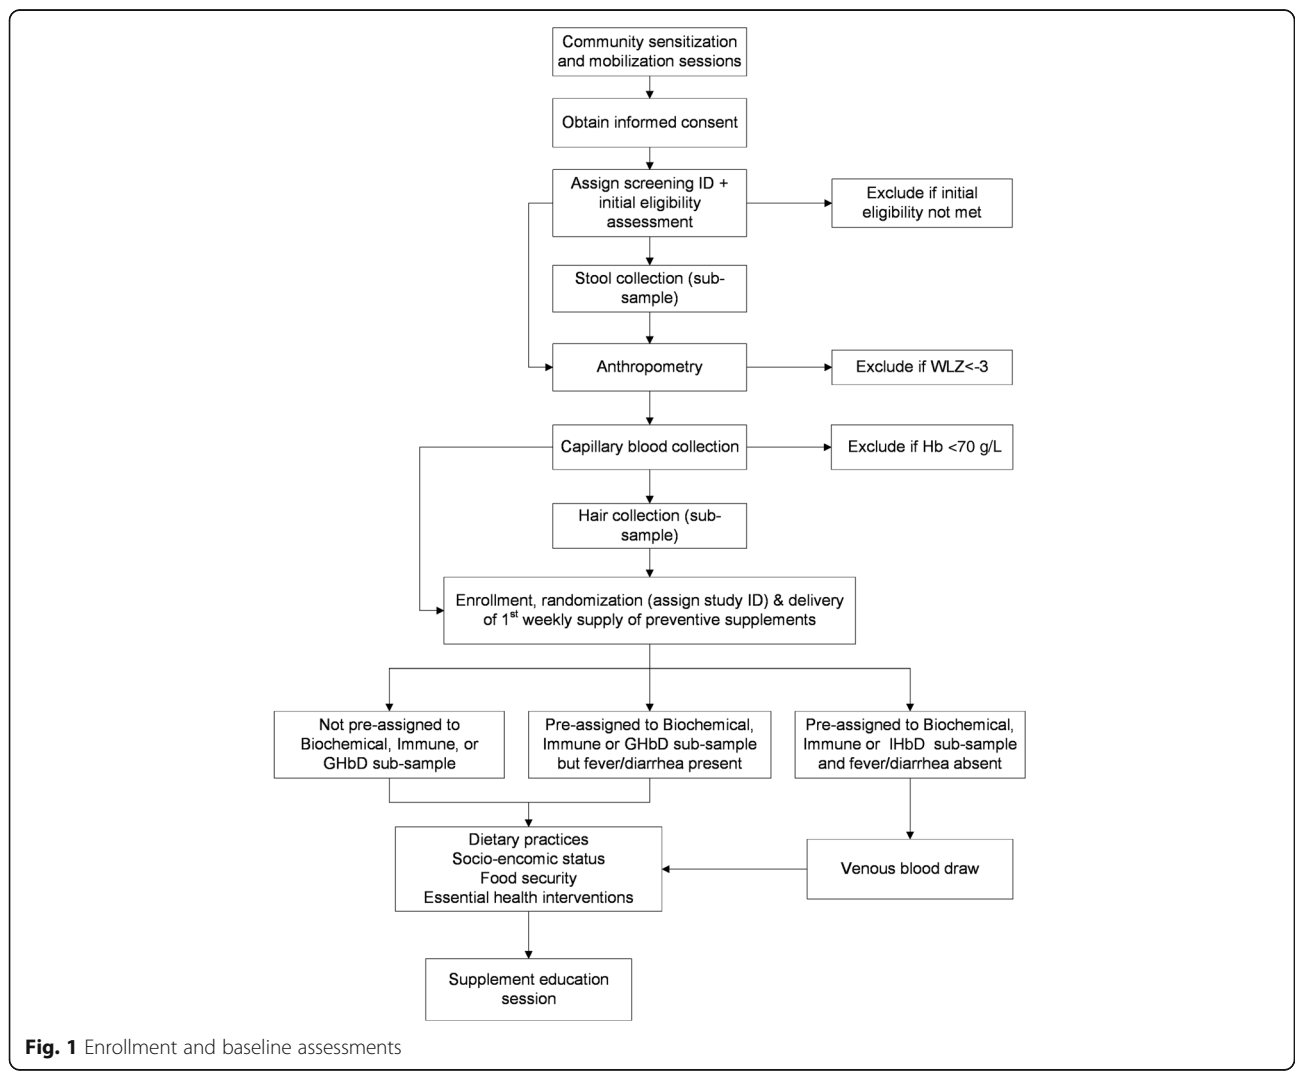 Community sensitization
and mobilization sessions
Obtain informed consent
Assign screening ID +
initial eligibility
assessment
Exclude if initial
eligibility not met
Stool collection (sub-
sample)
Anthropometry
Exclude if WLZ<-3
Capillary blood collection
Exclude if Hb <70 g/L
Hair collection (sub-
sample)
Enrollment, randomization (assign study ID) & delivery
of 1st weekly supply of preventive supplements
Not pre-assigned to
Biochemical, Immune, or
GHbD sub-sample
Pre-assigned to Biochemical,
Immune or GHbD sub-sample
but fever/diarrhea present
Pre-assigned to Biochemical,
Immune or IHbD sub-sample
and fever/diarrhea absent
Dietary practices
Socio-encomic status
Food security
Essential health interventions
Venous blood draw
Supplement education
session
Fig. 1 Enrollment and baseline assessments